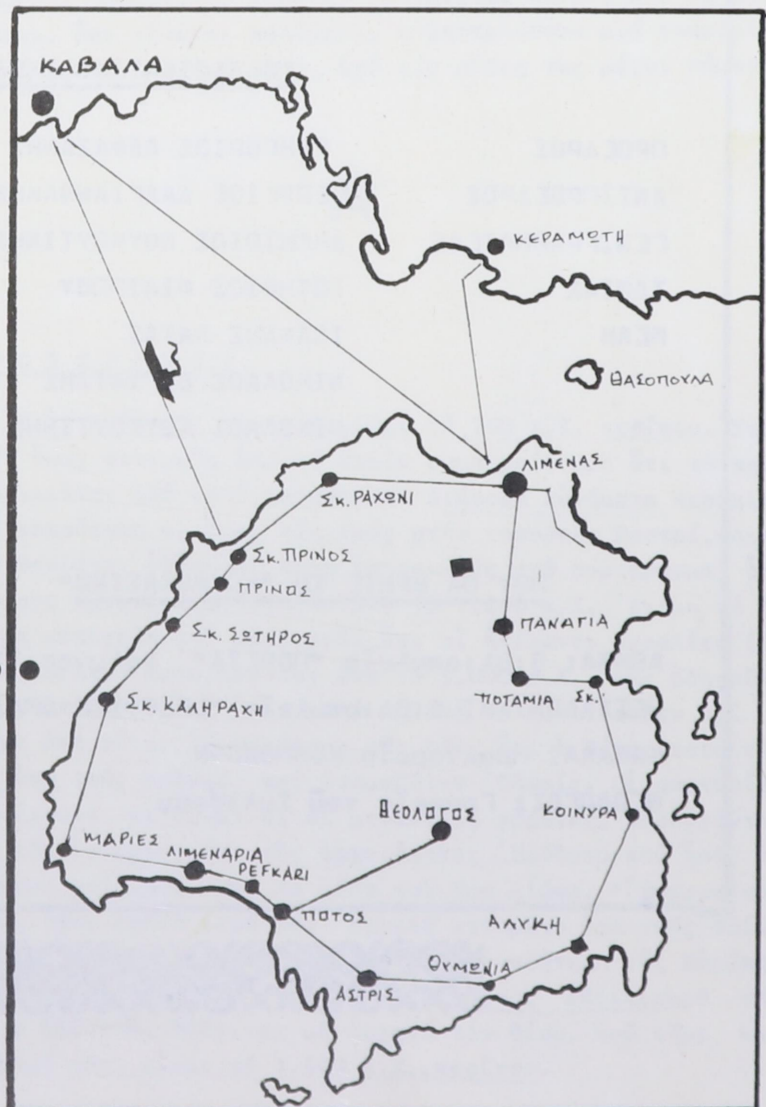 ΚΑΒΑΛΑ
ΚΕΡΑΜΩΤΗ
ΘΑΣΟΠΟΥΛΑ
ΛΙΜΕΝΑΣ
Σκ. ΡΑΧΩΝΙ
Σκ. ΠΡΙΝΟΣ
ΠΡΙΝΟΣ
Σκ. ΣΩΤΗΡΟΣ
ΠΑΝΑΓΙΑ
ΠΟΤΑΜΙΑ
Σκ.
Σκ. ΚΑΛΗΡΑΧΗ
ΘΕΟΛΟΓΟΣ
ΚΟΙΝΥΡΑ
ΜΑΡΙΕΣ
ΛΙΜΕΝΑΡΙΑ
PEFKARI
ΠΟΤΟΣ
ΑΛΥΚΗ
ΘΥΜΩΝΙΑ
ΑΣΤΡΙΣ